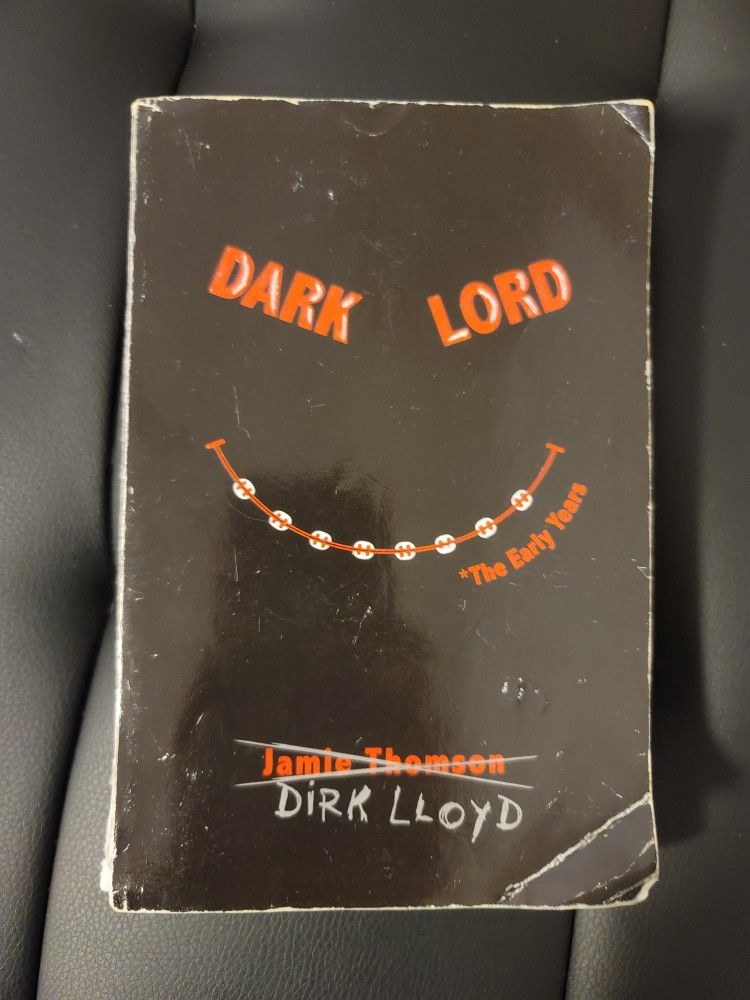 DARK LORD
*The Early Years
Jamie Thomson
DiRK LLOYD